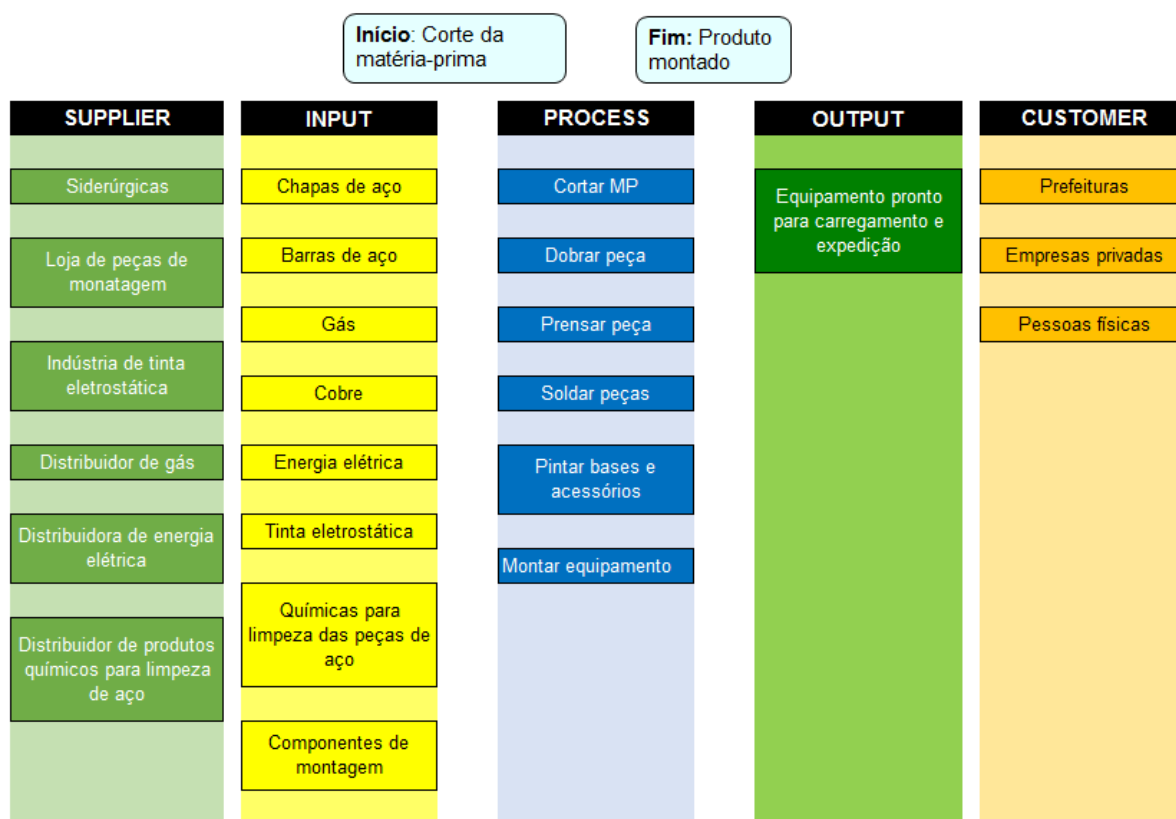 Início: Corte da
matéria-prima
Fim: Produto
montado
SUPPLIER
Siderúrgicas
Loja de peças de
monatagem
Indústria de tinta
eletrostática
Distribuidor de gás
Distribuidora de energia
elétrica
Distribuidor de produtos
químicos para limpeza
de aço
INPUT
Chapas de aço
Barras de aço
Gás
Cobre
Energia elétrica
Tinta eletrostática
Químicas para
limpeza das peças de
aço
Componentes de
montagem
PROCESS
Cortar MP
Dobrar peça
Prensar peça
Soldar peças
Pintar bases e
acessórios
Montar equipamento
OUTPUT
Equipamento pronto
para carregamento e
expedição
CUSTOMER
Prefeituras
Empresas privadas
Pessoas físicas